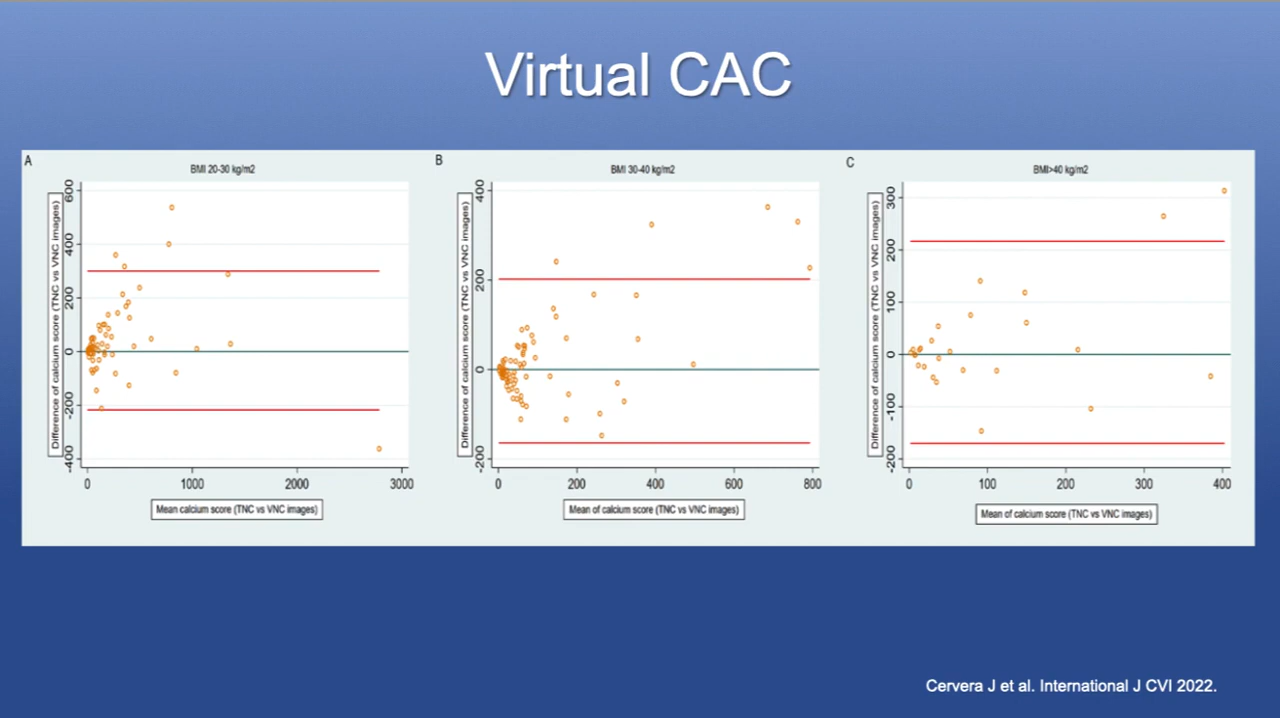 Virtual CAC
A
BMI 20-30 kg/m2
Difference of calcium score (TNC vs VNC images)
600
400
200
0
-200
-400
0
1000
2000
3000
Mean calcium score (TNC vs VNC images)
B
BMI 30-40 kg/m2
Difference of calcium score (TNC vs VNC images)
400
200
0
-200
0
200
400
600
800
Mean of calcium score (TNC vs VNC images)
C
BMI>40 kg/m2
Difference of calcium score (TNC vs VNC images)
300
200
100
0
-100
-200
0
100
200
300
400
Mean of calcium score (TNC vs VNC images)
Cervera J et al. International J CVI 2022.